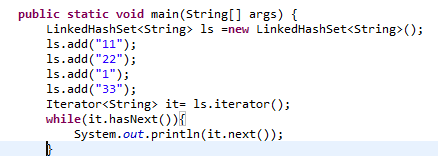 public static void main(String[] args) {
LinkedHashSet<String> ls =new LinkedHashSet<String>();
ls.add("11");
ls.add("22");
ls.add("1");
ls.add("33");
Iterator<String> it= ls.iterator();
while(it.hasNext()){
System.out.println(it.next());
}